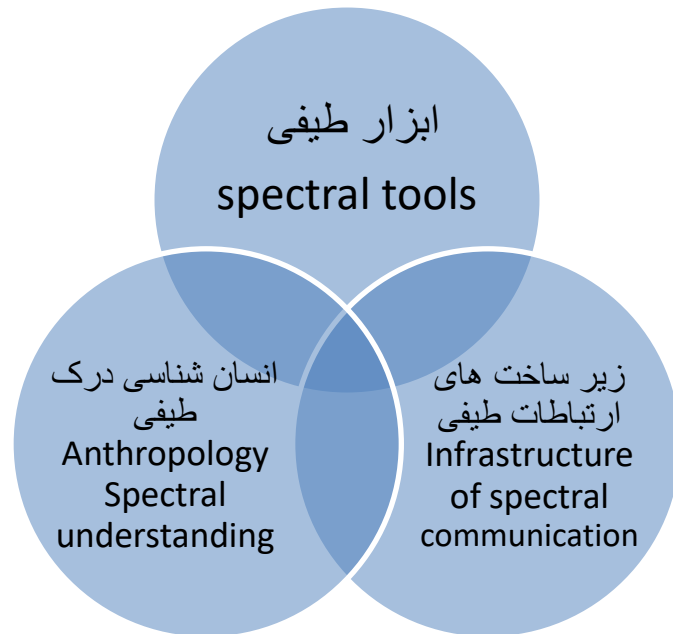 ابزار طیفی
spectral tools
انسان شناسی درک
طیفی
Anthropology
Spectral
understanding
زیر ساخت های
ارتباطات طیفی
Infrastructure
of spectral
communication